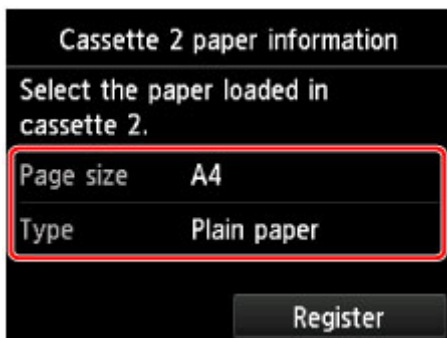 Cassette 2 paper information
Select the paper loaded in
cassette 2.
Page size A4
Type Plain paper
Register